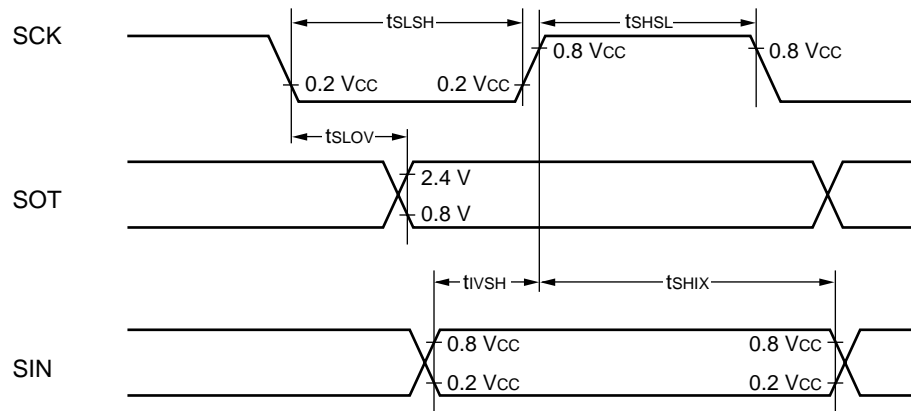 tSLSH tSHSL
SCK
0.8 VCC 0.8 VCC
0.2 VCC 0.2 VCC
tSLOV
2.4 V
SOT
0.8 V
tIVSH tSHIX
0.8 VCC 0.8 VCC
SIN
0.2 VCC 0.2 VCC